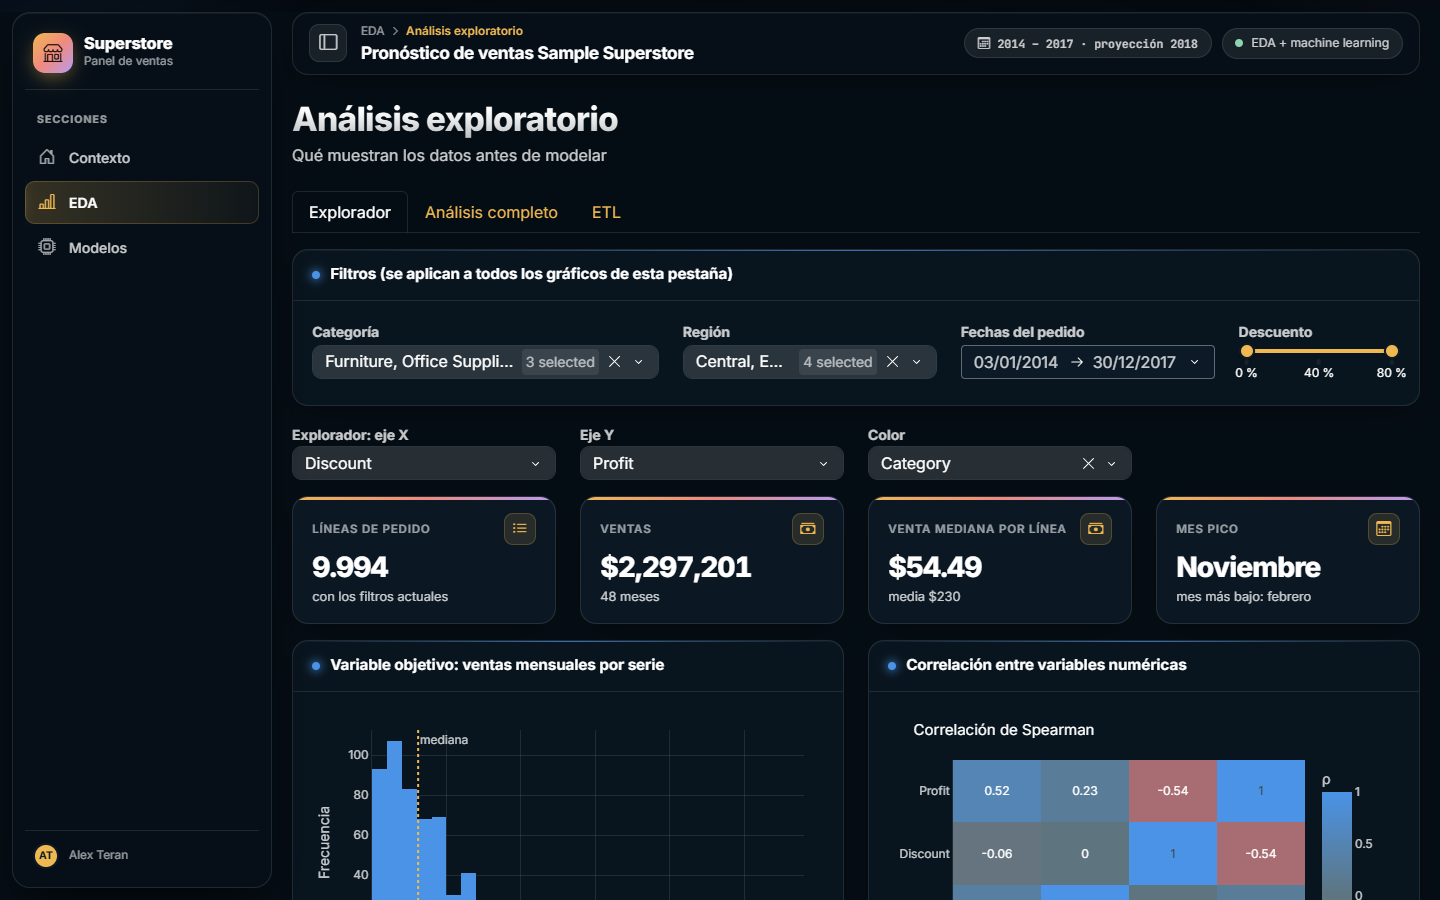 Superstore
Panel de ventas
SECCIONES
Contexto
EDA
Modelos
AT Alex Teran
EDA > Análisis exploratorio
Pronóstico de ventas Sample Superstore
2014 – 2017 · proyección 2018
EDA + machine learning
Análisis exploratorio
Qué muestran los datos antes de modelar
Explorador
Análisis completo
ETL
Filtros (se aplican a todos los gráficos de esta pestaña)
Categoría
Furniture, Office Suppli... 3 selected
Región
Central, E... 4 selected
Fechas del pedido
03/01/2014 → 30/12/2017
Descuento
0 % 40 % 80 %
Explorador: eje X
Discount
Eje Y
Profit
Color
Category
LÍNEAS DE PEDIDO
9.994
con los filtros actuales
VENTAS
$2,297,201
48 meses
VENTA MEDIANA POR LÍNEA
$54.49
media $230
MES PICO
Noviembre
mes más bajo: febrero
Variable objetivo: ventas mensuales por serie
mediana
100
80
60
40
Frecuencia
Correlación entre variables numéricas
Correlación de Spearman
Profit 0.52 0.23 -0.54 1
Discount -0.06 0 1 -0.54
ρ
1
0.5
0